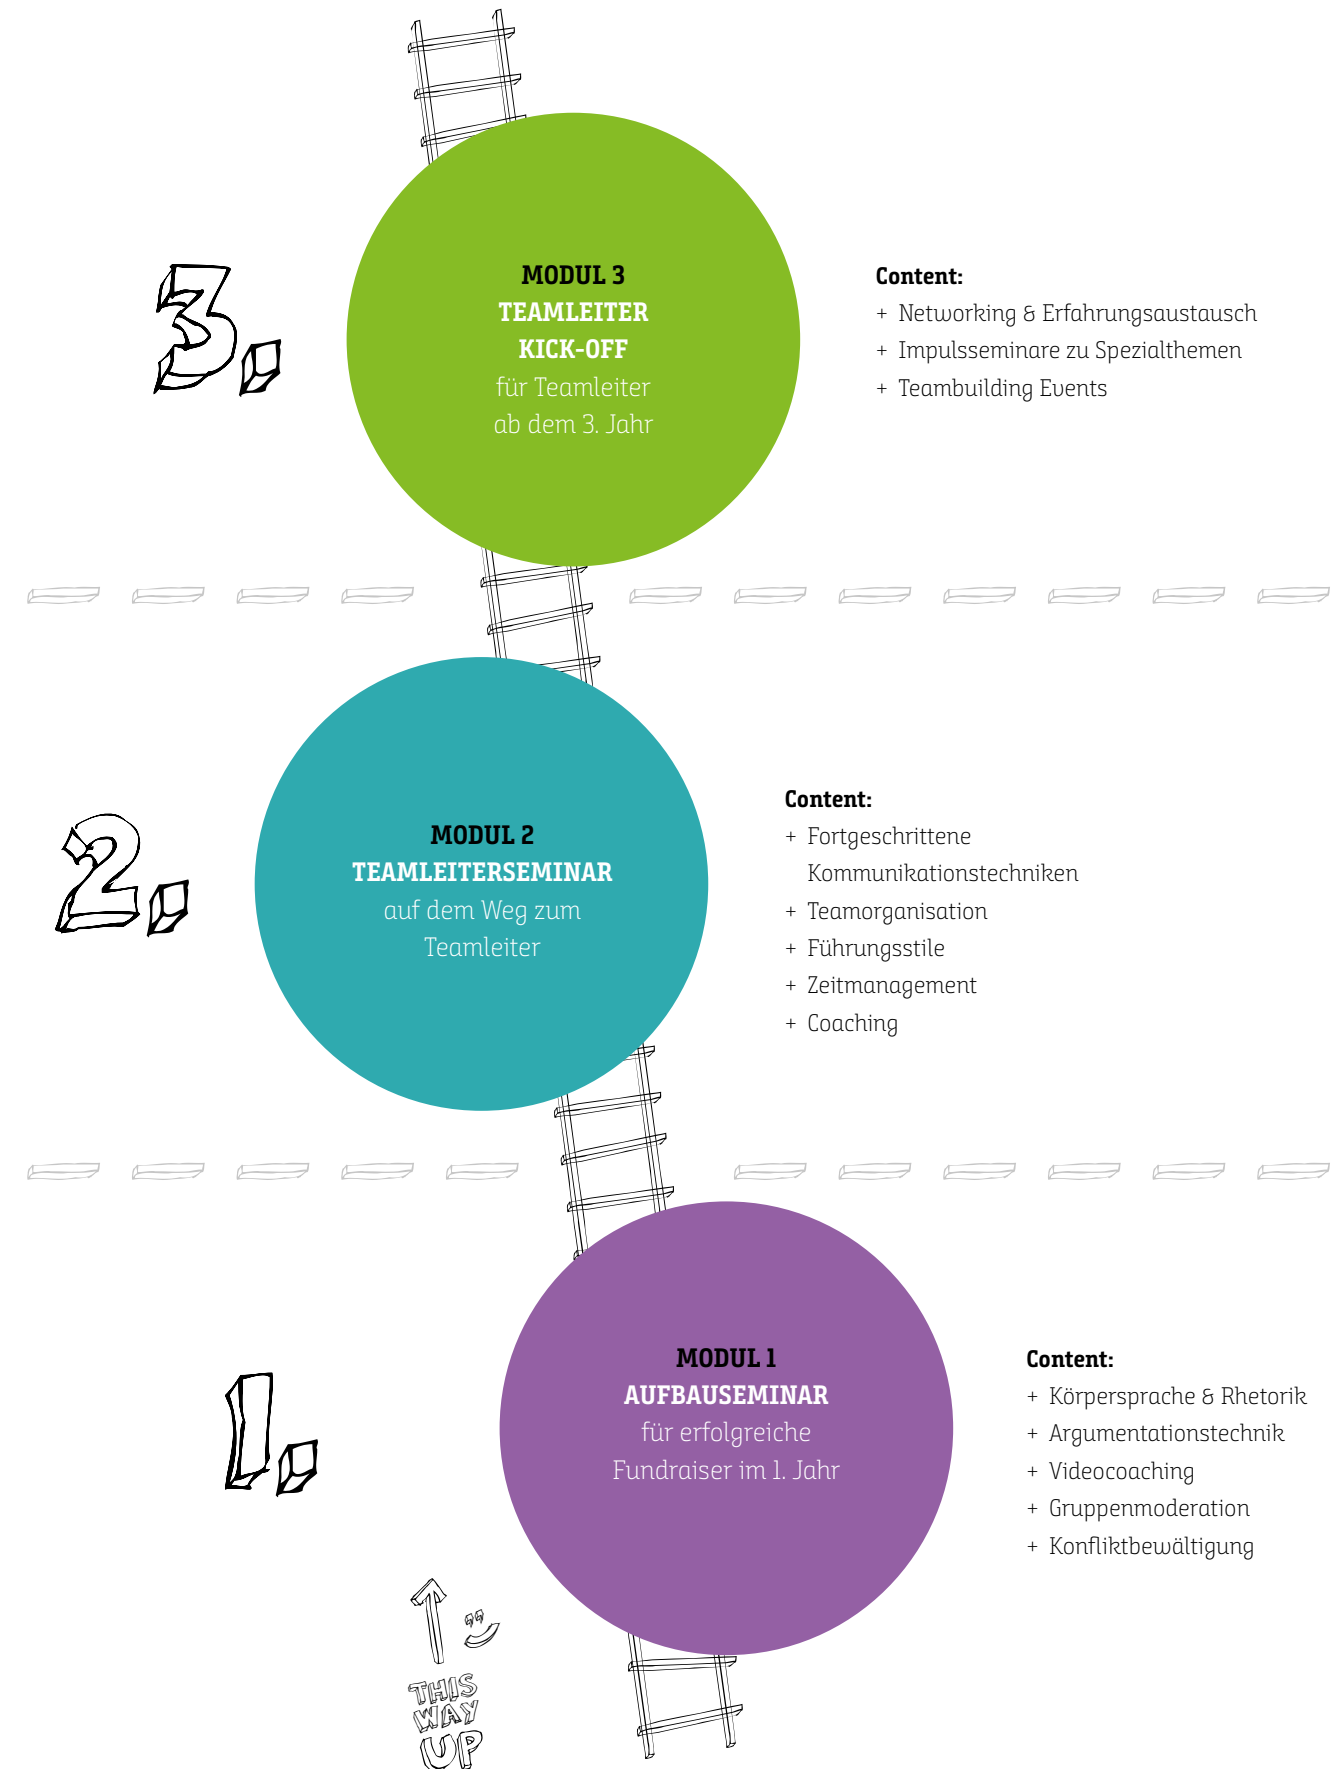 3.
MODUL 3
TEAMLEITER
KICK-OFF
für Teamleiter
ab dem 3. Jahr
Content:
+ Networking & Erfahrungsaustausch
+ Impulsseminare zu Spezialthemen
+ Teambuilding Events
2.
MODUL 2
TEAMLEITERSEMINAR
auf dem Weg zum
Teamleiter
Content:
+ Fortgeschrittene
Kommunikationstechniken
+ Teamorganisation
+ Führungsstile
+ Zeitmanagement
+ Coaching
1.
MODUL 1
AUFBAUSEMINAR
für erfolgreiche
Fundraiser im 1. Jahr
Content:
+ Körpersprache & Rhetorik
+ Argumentationstechnik
+ Videocoaching
+ Gruppenmoderation
+ Konfliktbewältigung
THIS
WAY
UP